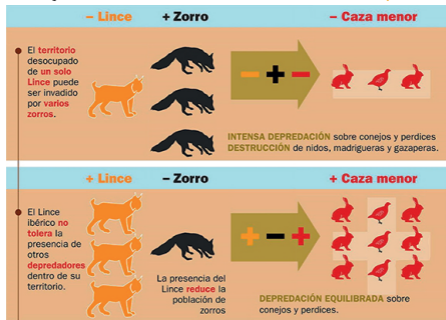 – Lince + Zorro – Caza menor
El territorio
desocupado
de un solo
Lince puede
ser invadido
por varios
zorros.
– + –
INTENSA DEPREDACIÓN sobre conejos y perdices
DESTRUCCIÓN de nidos, madrigueras y gazaperas.
+ Lince – Zorro + Caza menor
El Lince
ibérico no
tolera la
presencia de
otros
depredadores
dentro de su
territorio.
+ – +
La presencia del
Lince reduce la
población de
zorros
DEPREDACIÓN EQUILIBRADA sobre
conejos y perdices.